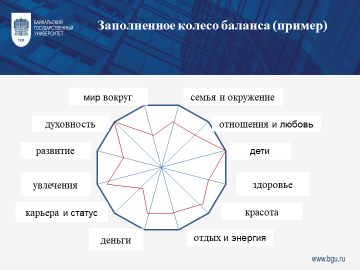 БАЙКАЛЬСКИЙ
ГОСУДАРСТВЕННЫЙ
УНИВЕРСИТЕТ
Заполненное колесо баланса (пример)
мир вокруг
семья и окружение
духовность
отношения и любовь
развитие
дети
увлечения
здоровье
карьера и статус
красота
деньги
отдых и энергия
www.bgu.ru